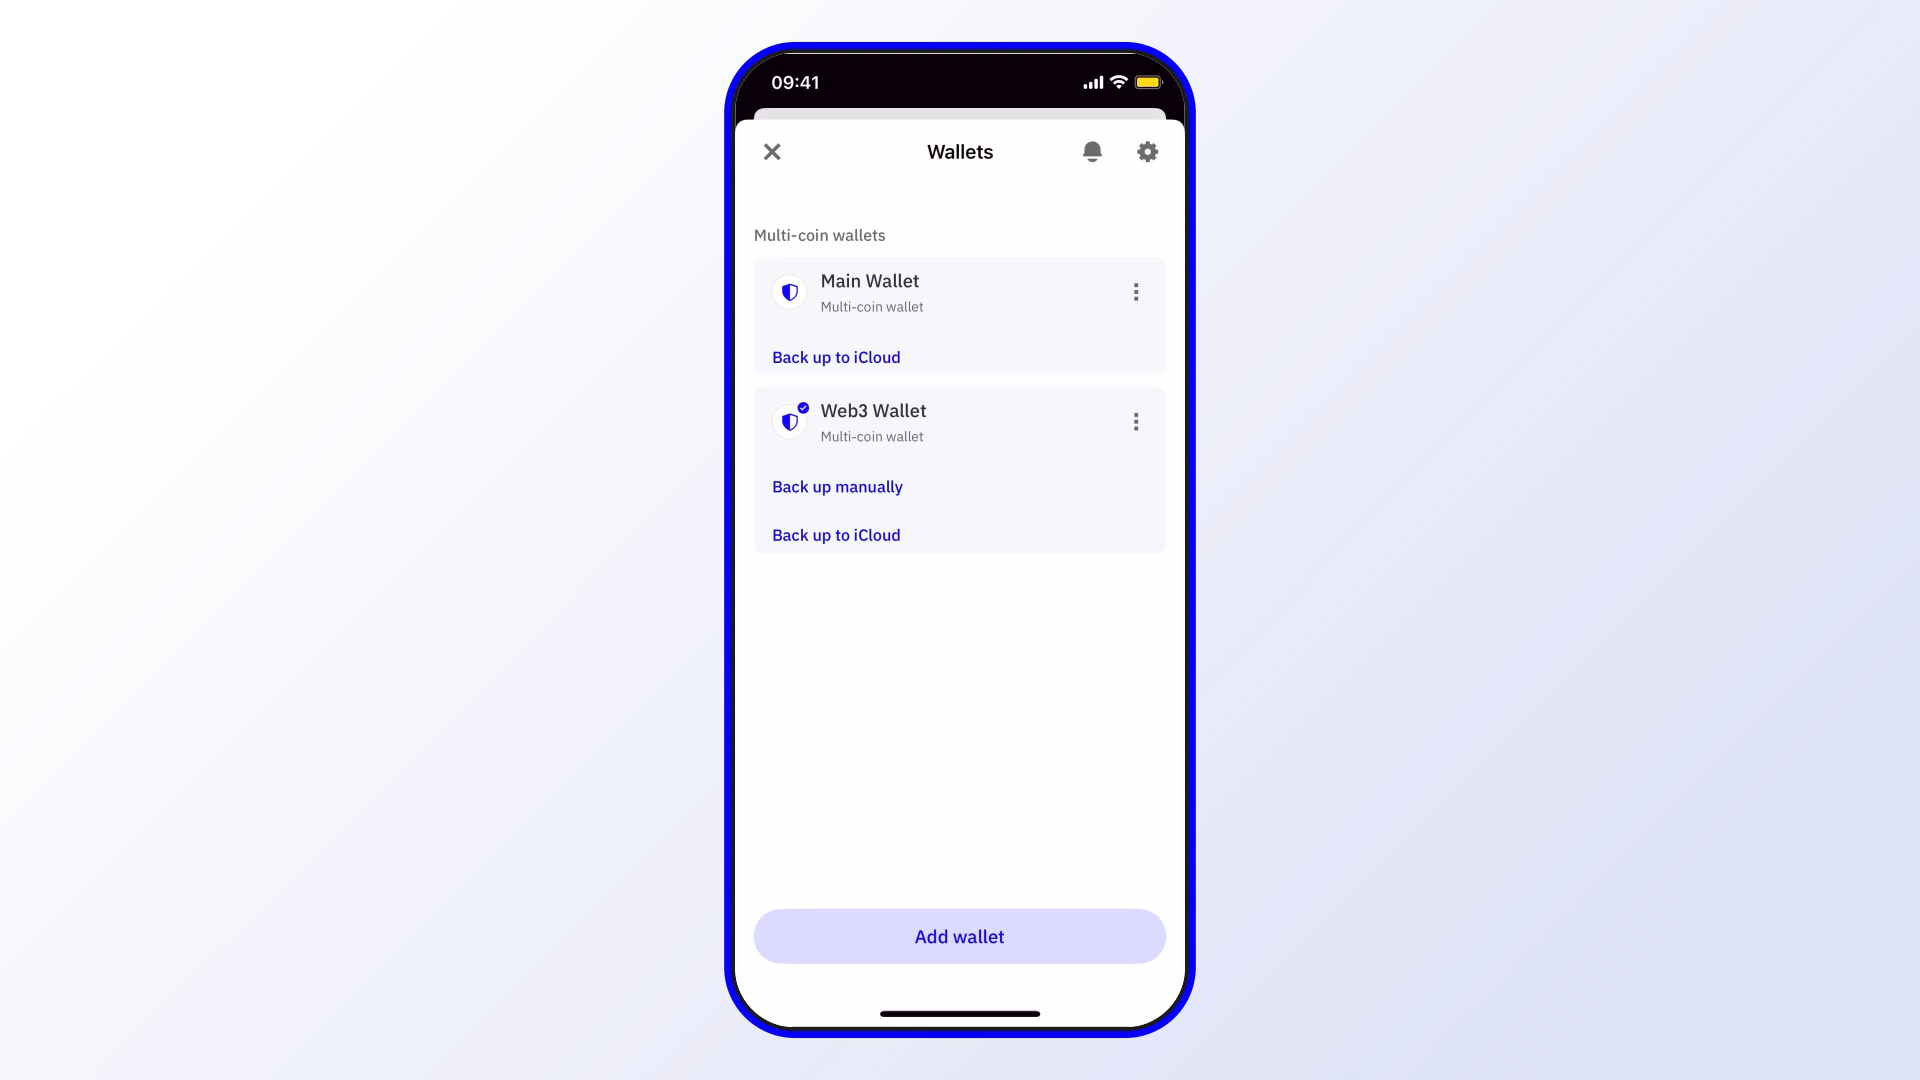 09:41
Wallets
Multi-coin wallets
Main Wallet
Multi-coin wallet
Back up to iCloud
Web3 Wallet
Multi-coin wallet
Back up manually
Back up to iCloud
Add wallet